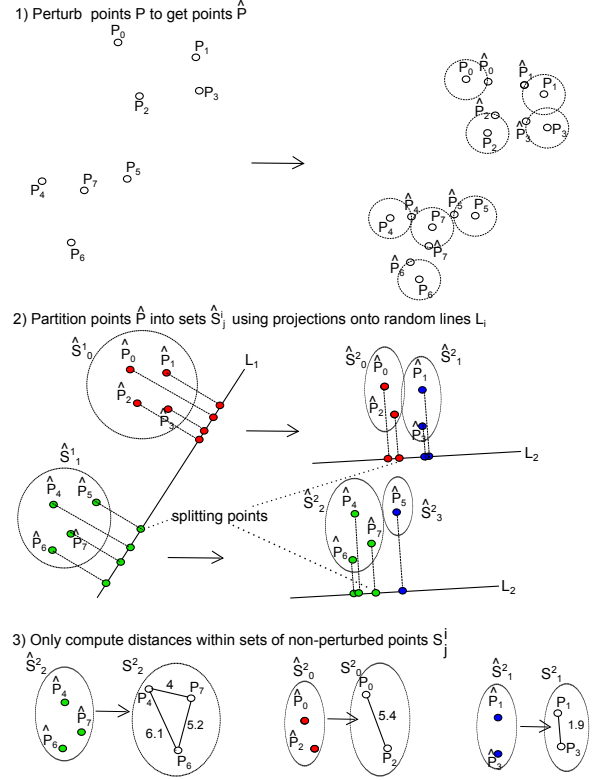 1) Perturb points P to get points P̂
P₀
P₁
P₂
P₃
P₄
P₇
P₅
P₆
P₀ P̂₀
P̂₁
P₁
P̂₂
P₂
P̂₃
P₃
P̂₄
P₄
P₇
P̂₅
P₅
P̂₇
P̂₆
P₆
2) Partition points P̂ into sets Ŝⁱⱼ using projections onto random lines Lᵢ
Ŝ¹₀
P̂₀
P̂₁
P̂₂
P̂₃
L₁
Ŝ²₀
P̂₀
P̂₂
Ŝ²₁
P̂₁
P̂₃
L₂
Ŝ¹₁
P̂₄
P̂₅
P̂₆
P̂₇
splitting points
Ŝ²₂
P̂₄
P̂₇
P̂₆
P̂₅
Ŝ²₃
L₂
3) Only compute distances within sets of non-perturbed points Sⁱⱼ
Ŝ²₂
P̂₄
P̂₇
P̂₆
S²₂
P₄
4
P₇
6.1
5.2
P₆
Ŝ²₀
P̂₀
P̂₂
S²₀
P₀
5.4
P₂
Ŝ²₁
P̂₁
P̂₃
S²₁
P₁
1.9
P₃